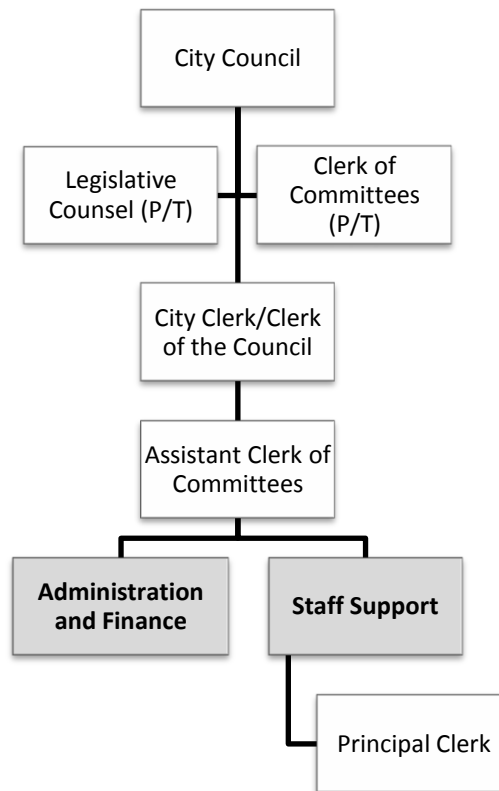 City Council
Legislative
Counsel (P/T)
Clerk of
Committees
(P/T)
City Clerk/Clerk
of the Council
Assistant Clerk of
Committees
Administration
and Finance
Staff Support
Principal Clerk